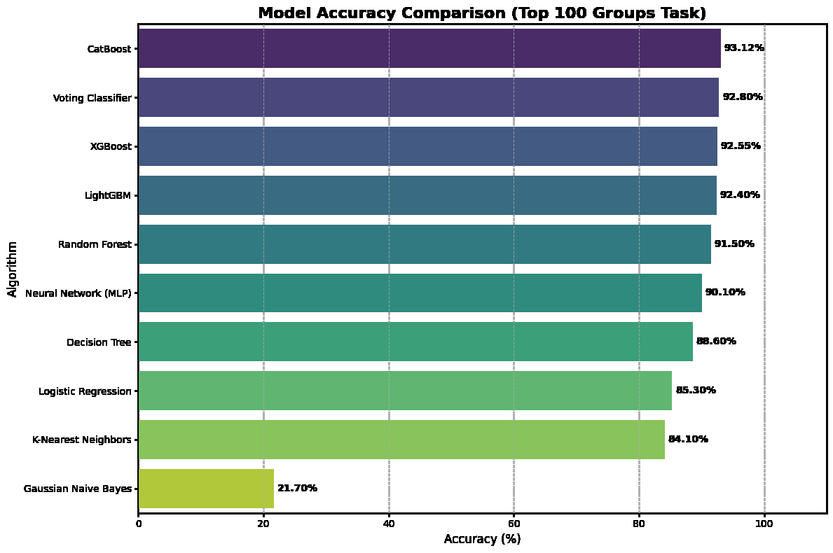 Model Accuracy Comparison (Top 100 Groups Task)
Algorithm
CatBoost 93.12%
Voting Classifier 92.80%
XGBoost 92.55%
LightGBM 92.40%
Random Forest 91.50%
Neural Network (MLP) 90.10%
Decision Tree 88.60%
Logistic Regression 85.30%
K-Nearest Neighbors 84.10%
Gaussian Naive Bayes 21.70%
0 20 40 60 80 100
Accuracy (%)